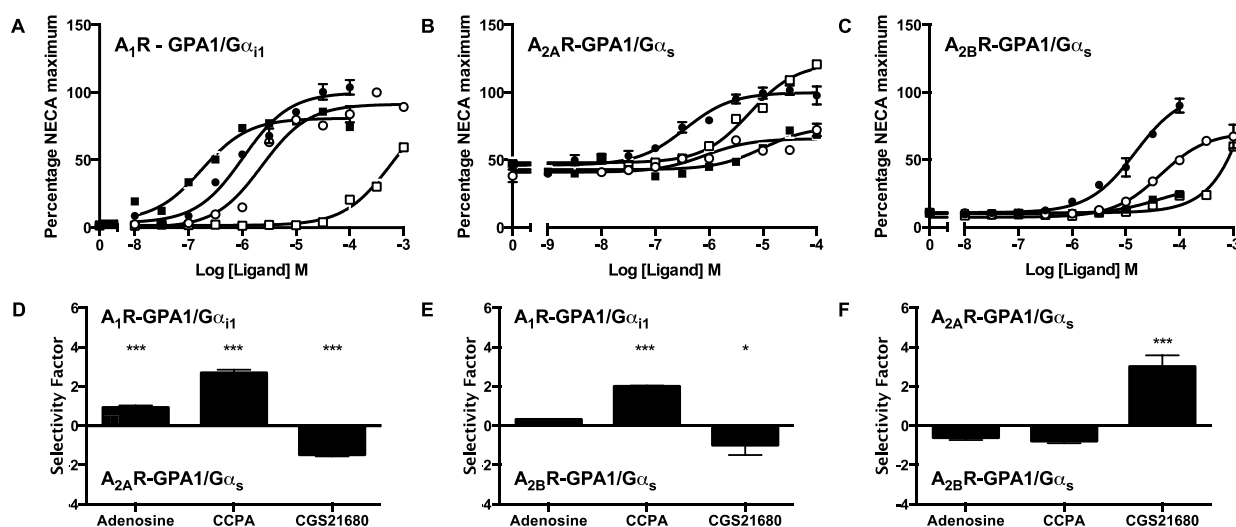 A
A1R - GPA1/Gαi1
Percentage NECA maximum
150
100
50
0
0 -8 -7 -6 -5 -4 -3
Log [Ligand] M
B
A2AR-GPA1/Gαs
Percentage NECA maximum
150
100
50
0
0 -9 -8 -7 -6 -5 -4
Log [Ligand] M
C
A2BR-GPA1/Gαs
Percentage NECA maximum
150
100
50
0
0 -8 -7 -6 -5 -4 -3
Log [Ligand] M
D
A1R-GPA1/Gαi1
Selectivity Factor
6
4
2
0
-2
-4
*** *** ***
A2AR-GPA1/Gαs
Adenosine CCPA CGS21680
E
A1R-GPA1/Gαi1
Selectivity Factor
6
4
2
0
-2
-4
*** *
A2BR-GPA1/Gαs
Adenosine CCPA CGS21680
F
A2AR-GPA1/Gαs
Selectivity Factor
6
4
2
0
-2
-4
***
A2BR-GPA1/Gαs
Adenosine CCPA CGS21680